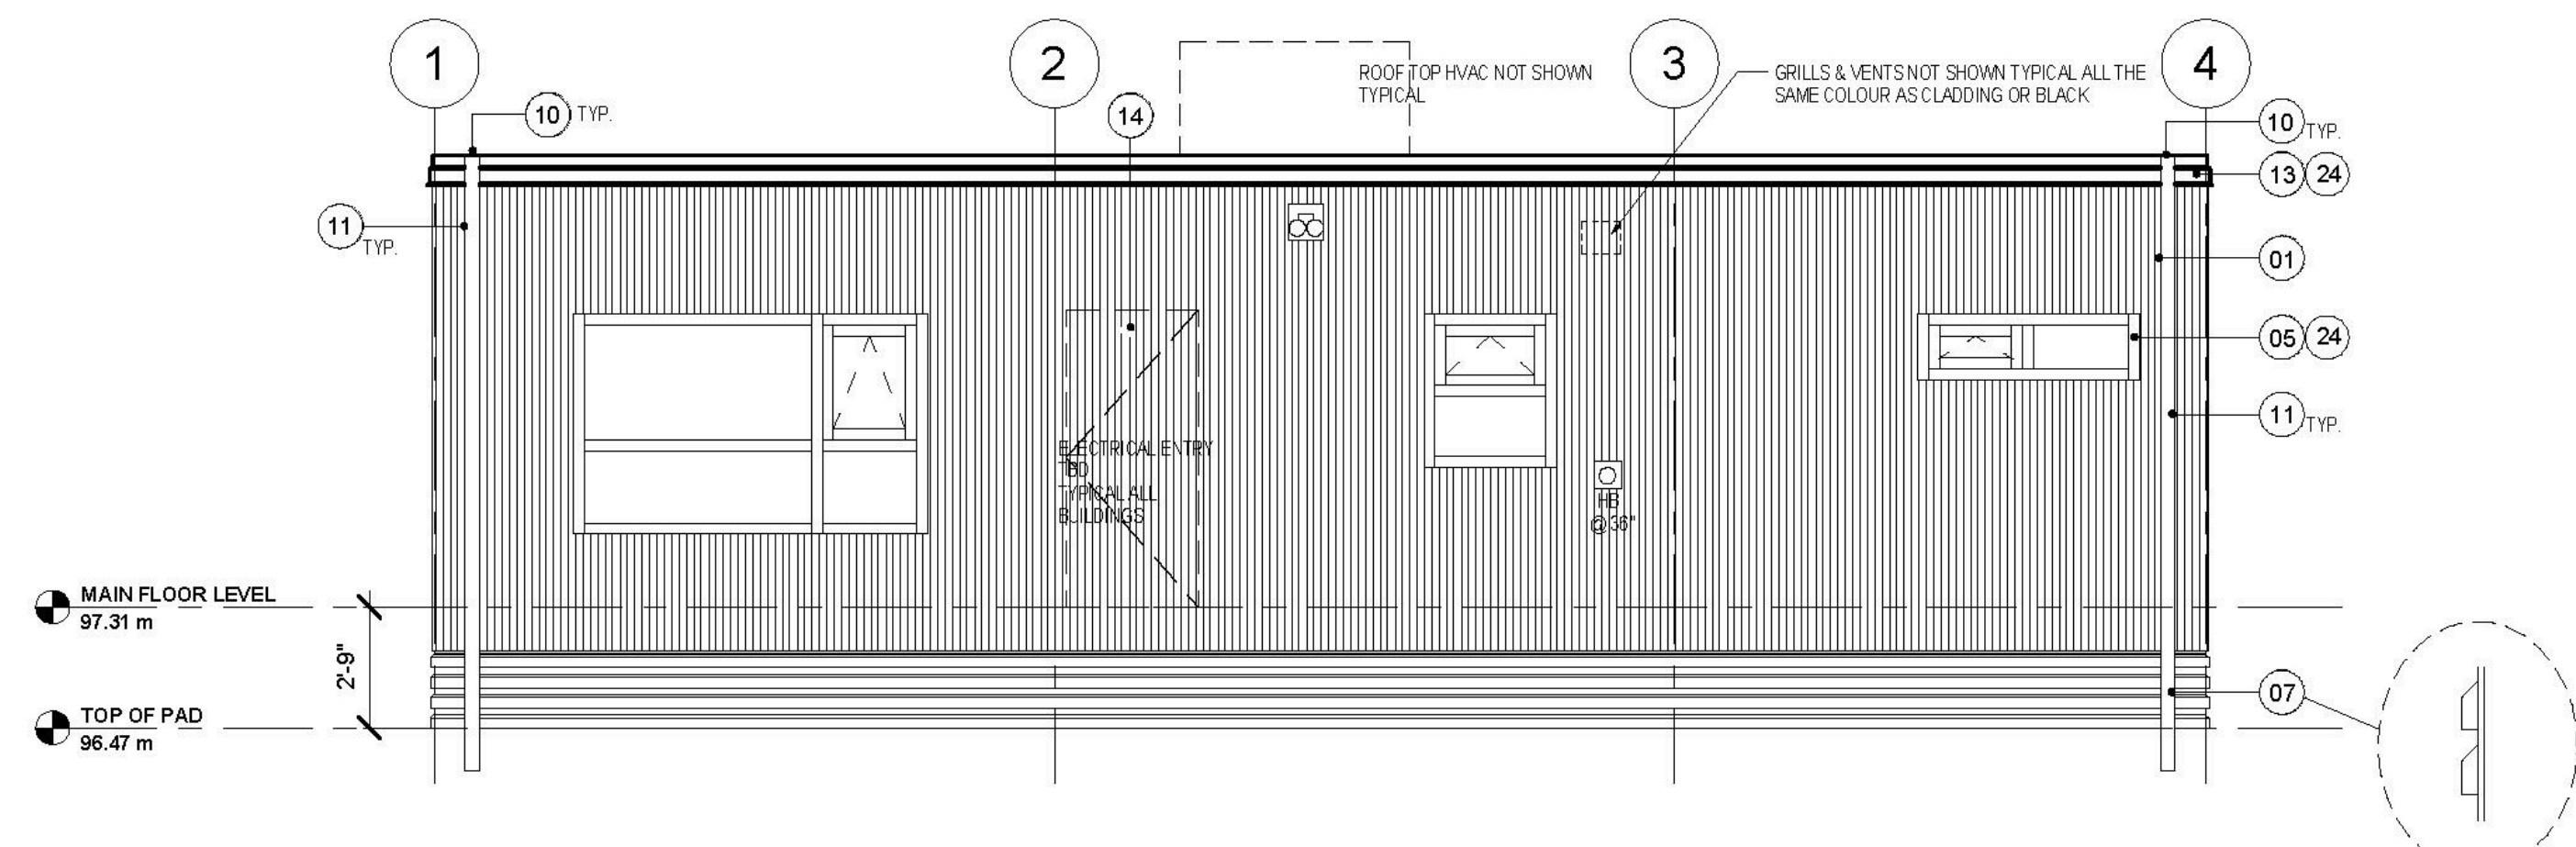 1
2
3
4
ROOF TOP HVAC NOT SHOWN
TYPICAL
GRILLS & VENTS NOT SHOWN TYPICAL ALL THE
SAME COLOUR AS CLADDING OR BLACK
10 TYP.
14
10 TYP.
13 24
11 TYP.
01
05 24
11 TYP.
ELECTRICAL ENTRY
TBD
TYPICAL ALL
BUILDINGS
HB
@ 36"
MAIN FLOOR LEVEL
97.31 m
2'-9"
TOP OF PAD
96.47 m
07